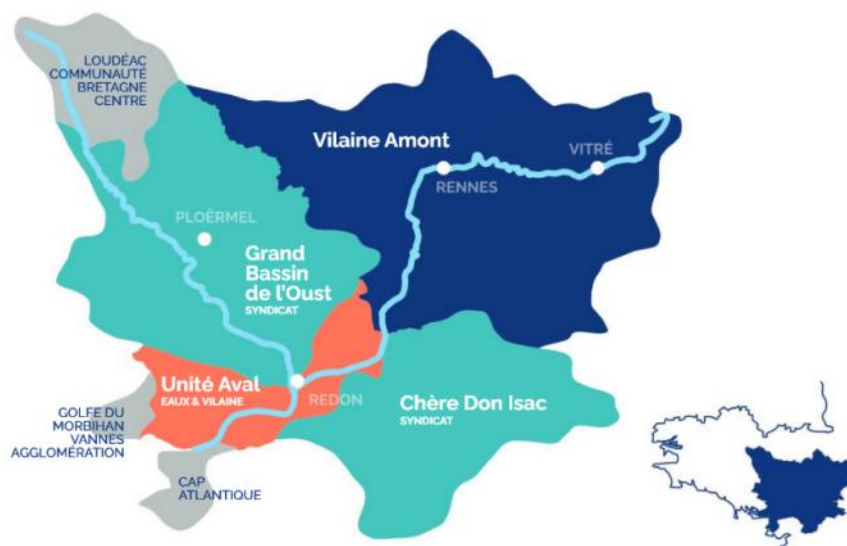 LOUDÉAC
COMMUNAUTÉ
BRETAGNE
CENTRE
Vilaine Amont
VITRÉ
RENNES
PLOËRMEL
Grand
Bassin
de l'Oust
SYNDICAT
Unité Aval
EAUX & VILAINE
REDON
Chère Don Isac
SYNDICAT
GOLFE DU
MORBIHAN
VANNES
AGGLOMÉRATION
CAP
ATLANTIQUE